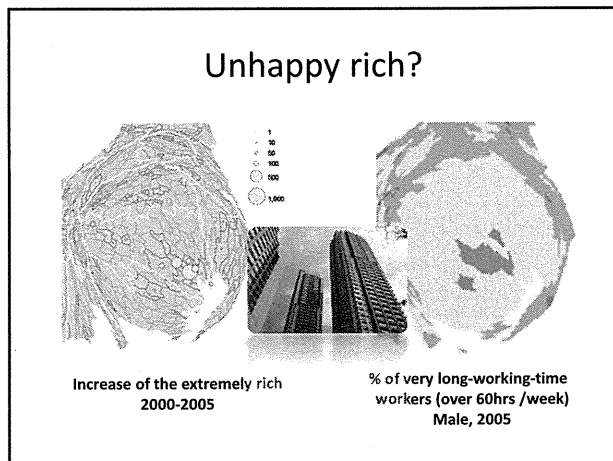 Unhappy rich?
1
10
50
100
500
1,000
Increase of the extremely rich
2000-2005
% of very long-working-time
workers (over 60hrs /week)
Male, 2005